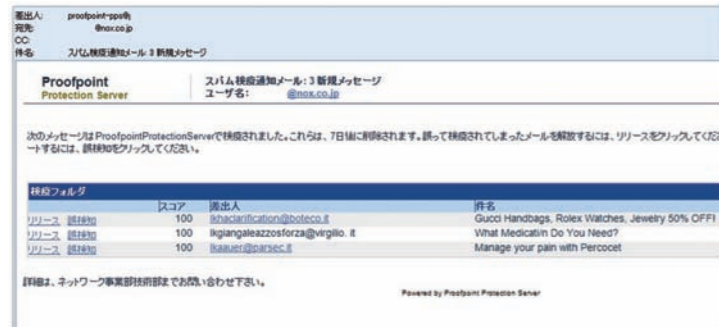 差出人: proofpoint-pps@
宛先: @nox.co.jp
CC:
件名: スパム検疫通知メール: 3 新規メッセージ
Proofpoint
Protection Server
スパム検疫通知メール: 3 新規メッセージ
ユーザ名: @nox.co.jp
次のメッセージは ProofpointProtectionServerで検疫されました。これらは、7日後に削除されます。誤って検疫されてしまったメールを解放するには、リリースをクリックしてくだ
ートするには、誤検知をクリックしてください。
検疫フォルダ
スコア 差出人 件名
リリース 誤検知 100 lkhaclarification@boteco.it Gucci Handbags, Rolex Watches, Jewelry 50% OFF!
リリース 誤検知 100 lkgiangaleazzosforza@virgilio. it What Medicati/n Do You Need?
リリース 誤検知 100 lkaauer@parsec.it Manage your pain with Percocet
詳細は、ネットワーク事業部技術部までお問い合わせ下さい。
Powered by Proofpoint Protection Server